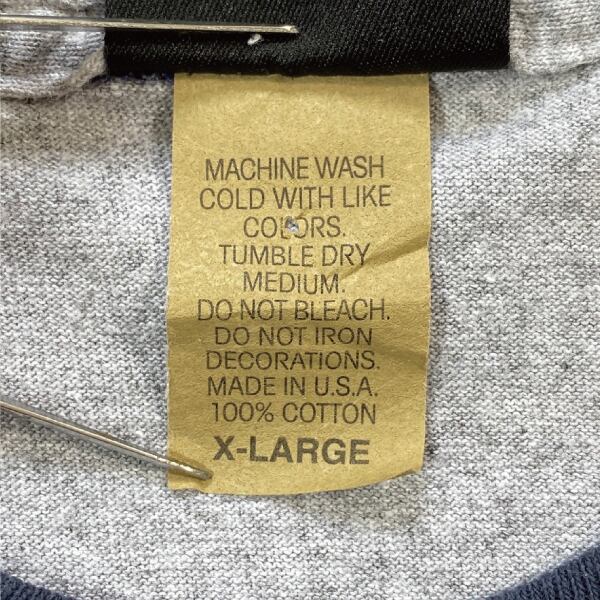 MACHINE WASH
COLD WITH LIKE
COLORS.
TUMBLE DRY
MEDIUM.
DO NOT BLEACH.
DO NOT IRON
DECORATIONS.
MADE IN U.S.A.
100% COTTON
X-LARGE